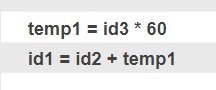 temp1 = id3 * 60
id1 = id2 + temp1